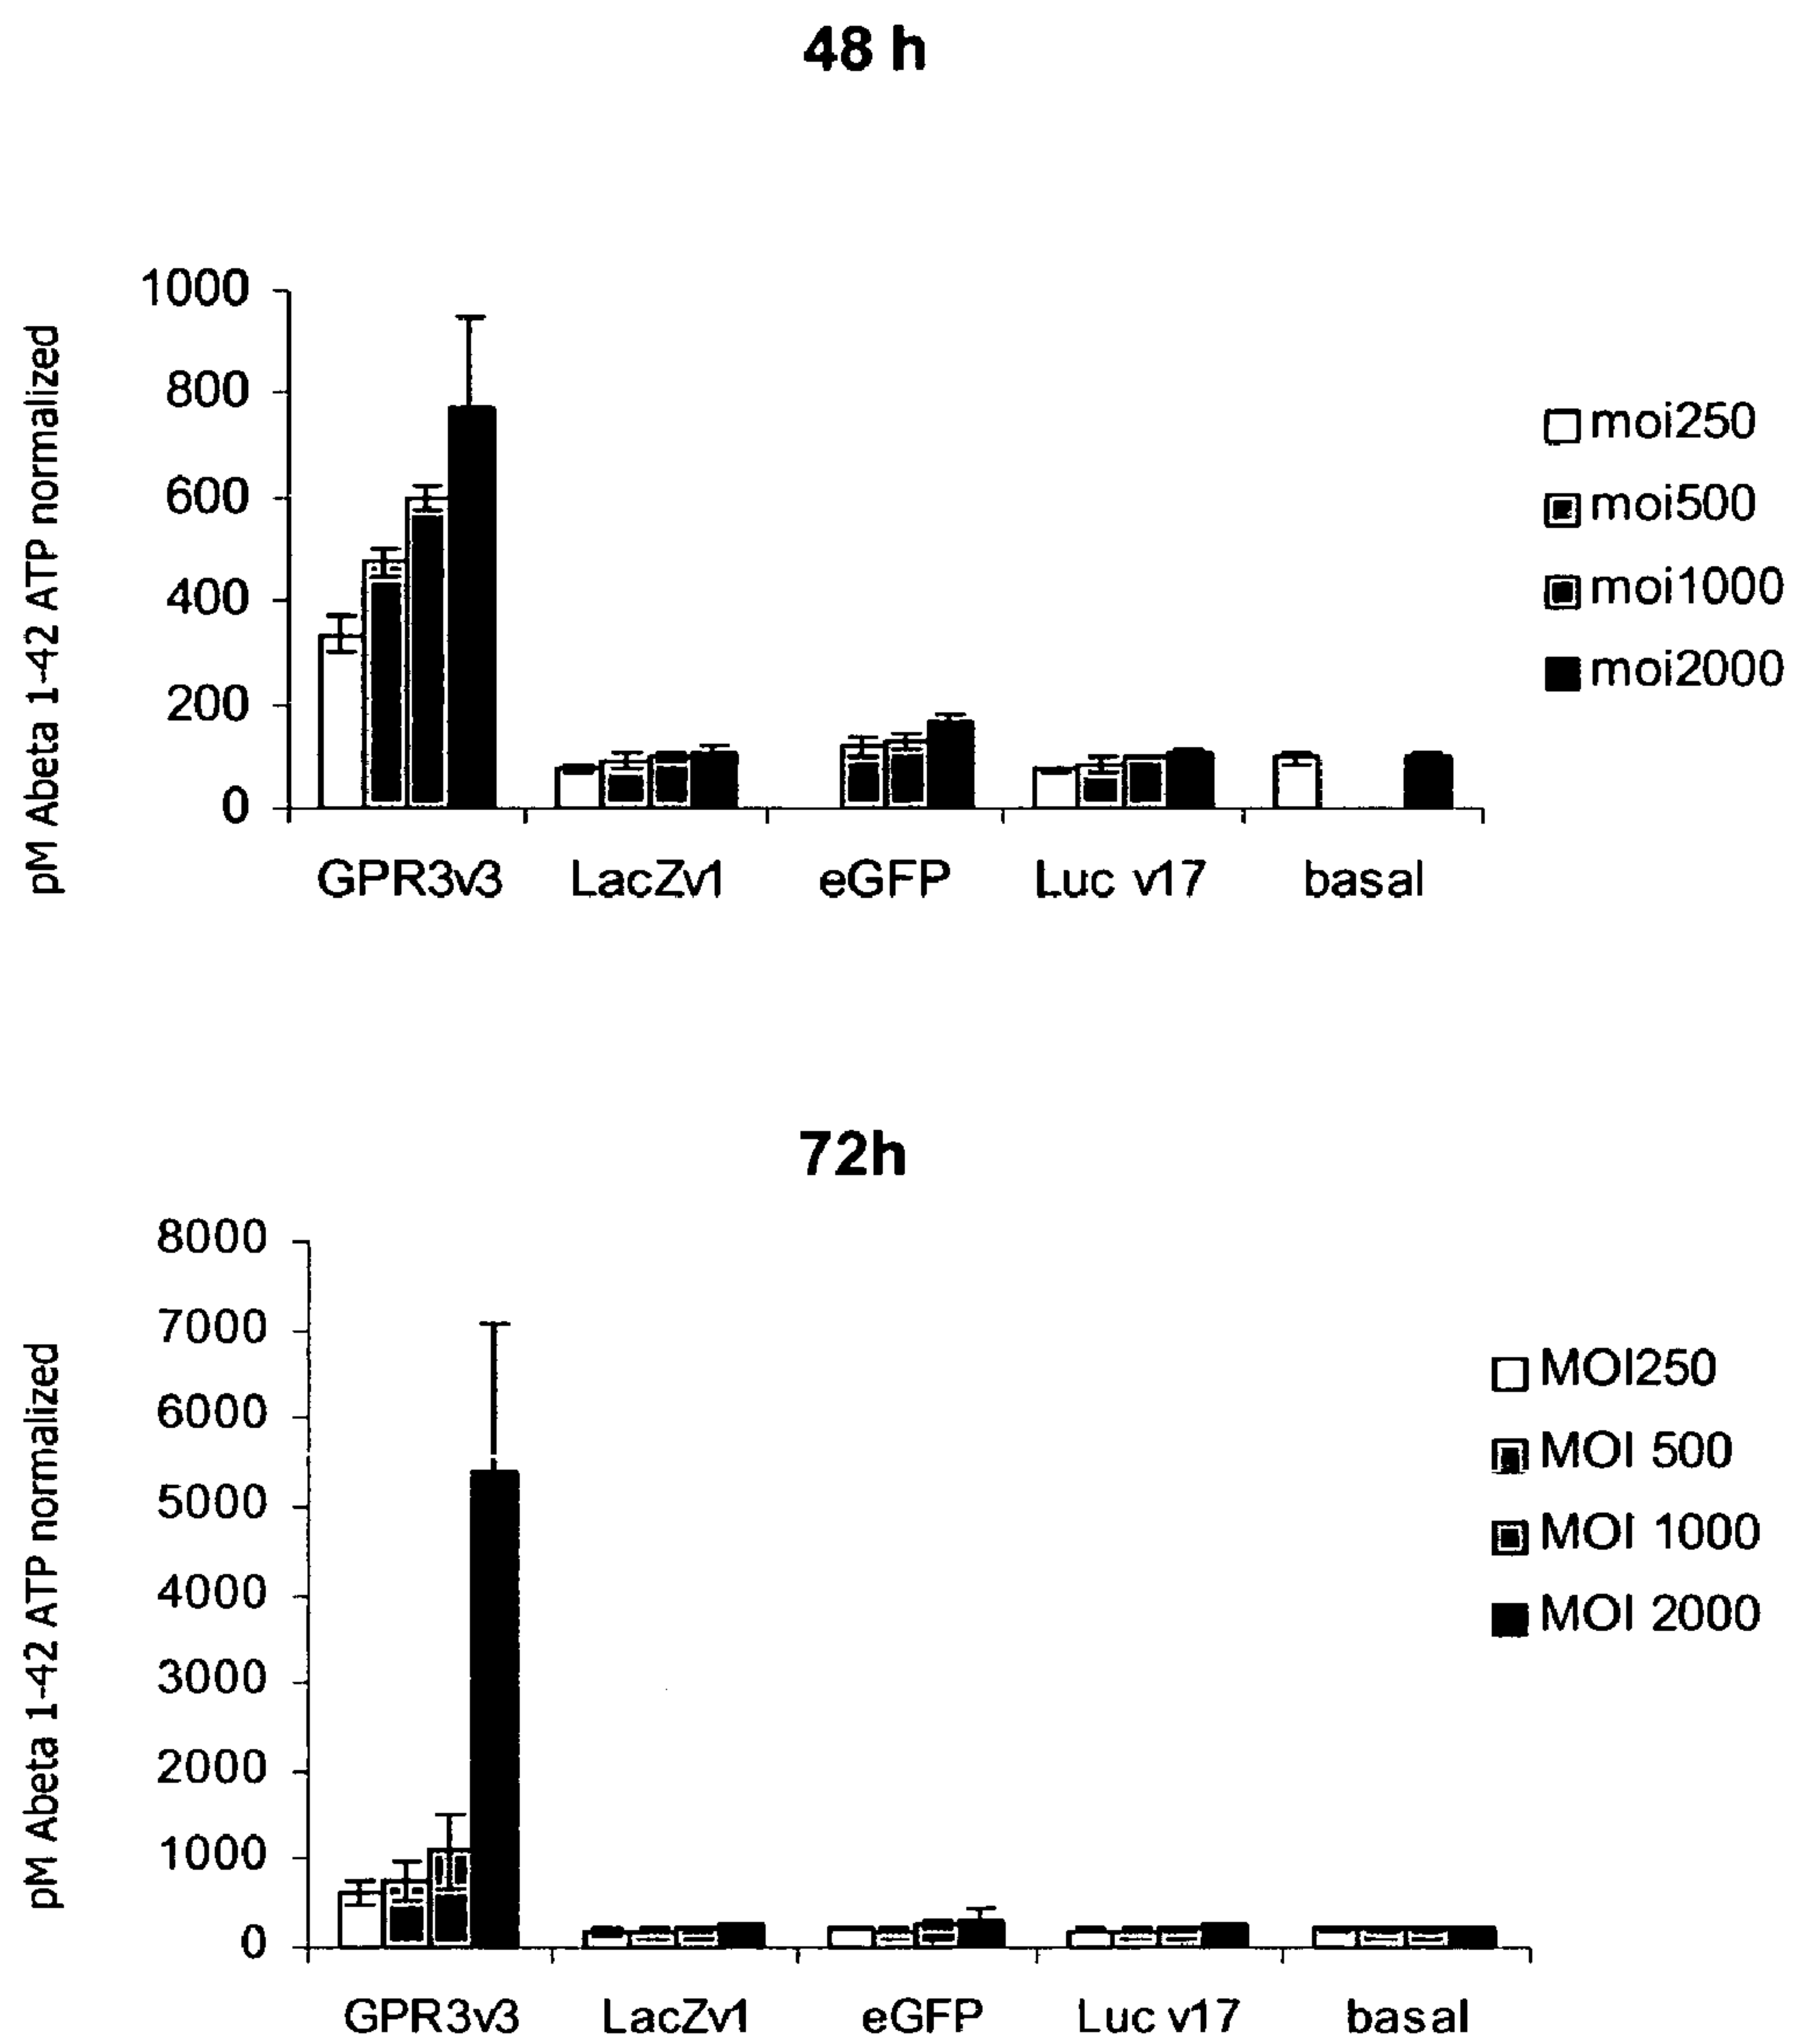 48 h
pM Abeta 1-42 ATP normalized
1000
800
600
400
200
0
GPR3v3 LacZv1 eGFP Luc v17 basal
moi250
moi500
moi1000
moi2000
72h
pM Abeta 1-42 ATP normalized
8000
7000
6000
5000
4000
3000
2000
1000
0
GPR3v3 LacZv1 eGFP Luc v17 basal
MOI250
MOI 500
MOI 1000
MOI 2000